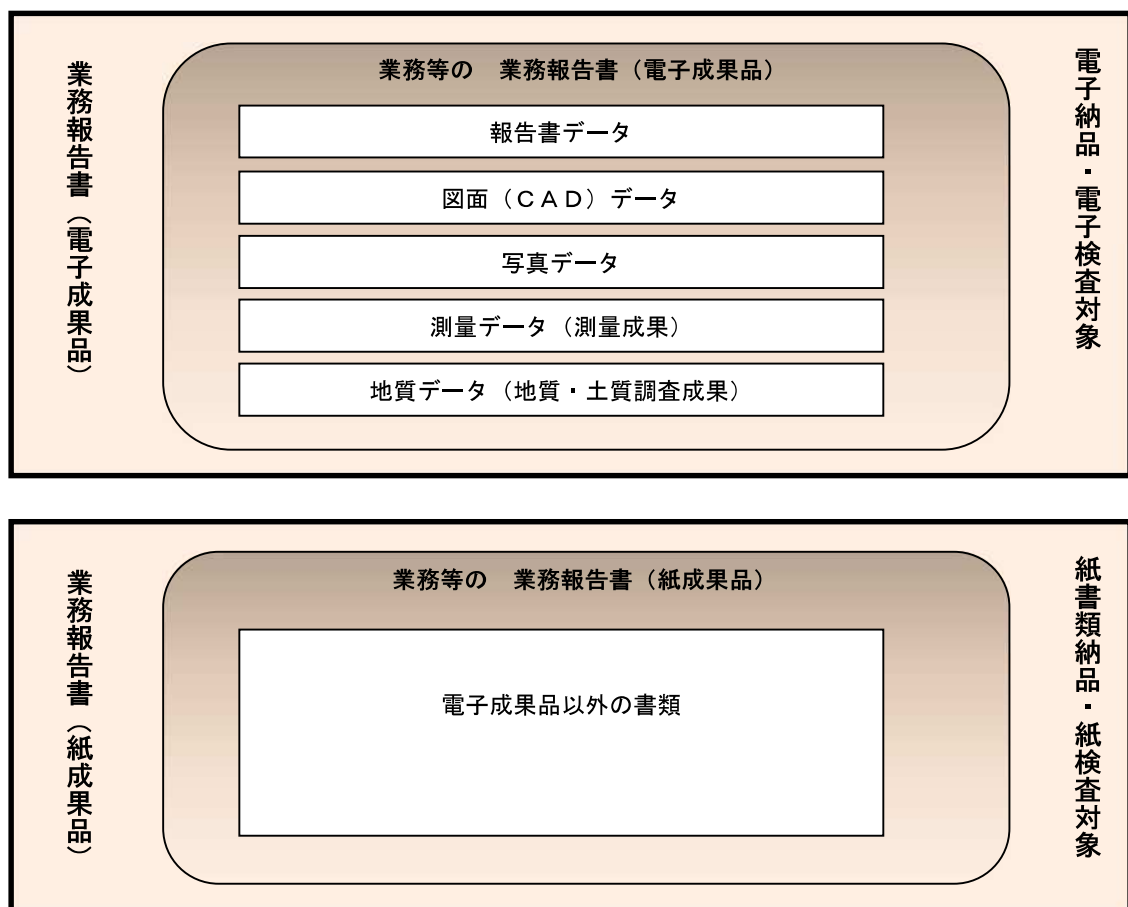 業務報告書（電子成果品）
業務等の　業務報告書（電子成果品）
報告書データ
図面（ＣＡＤ）データ
写真データ
測量データ（測量成果）
地質データ（地質・土質調査成果）
電子納品・電子検査対象
業務報告書（紙成果品）
業務等の　業務報告書（紙成果品）
電子成果品以外の書類
紙書類納品・紙検査対象